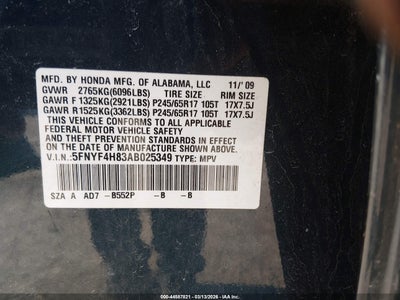 MFD. BY HONDA MFG. OF ALABAMA, LLC 11/'09
GVWR 2765KG(6096LBS) TIRE SIZE RIM SIZE
GAWR F 1325KG(2921LBS) P245/65R17 105T 17X7.5J
GAWR R1525KG(3362LBS) P245/65R17 105T 17X7.5J
THIS VEHICLE CONFORMS TO ALL APPLICABLE
FEDERAL MOTOR VEHICLE SAFETY
AND THEFT PREVENTION STANDARDS IN EFFECT
ON THE DATE OF MANUFACTURE SHOWN ABOVE.
V.I.N.: 5FNYF4H83AB025349 TYPE: MPV
SZA A AD7 -B552P -B -B
000-44587821 - 03/13/2026 - IAA Inc.